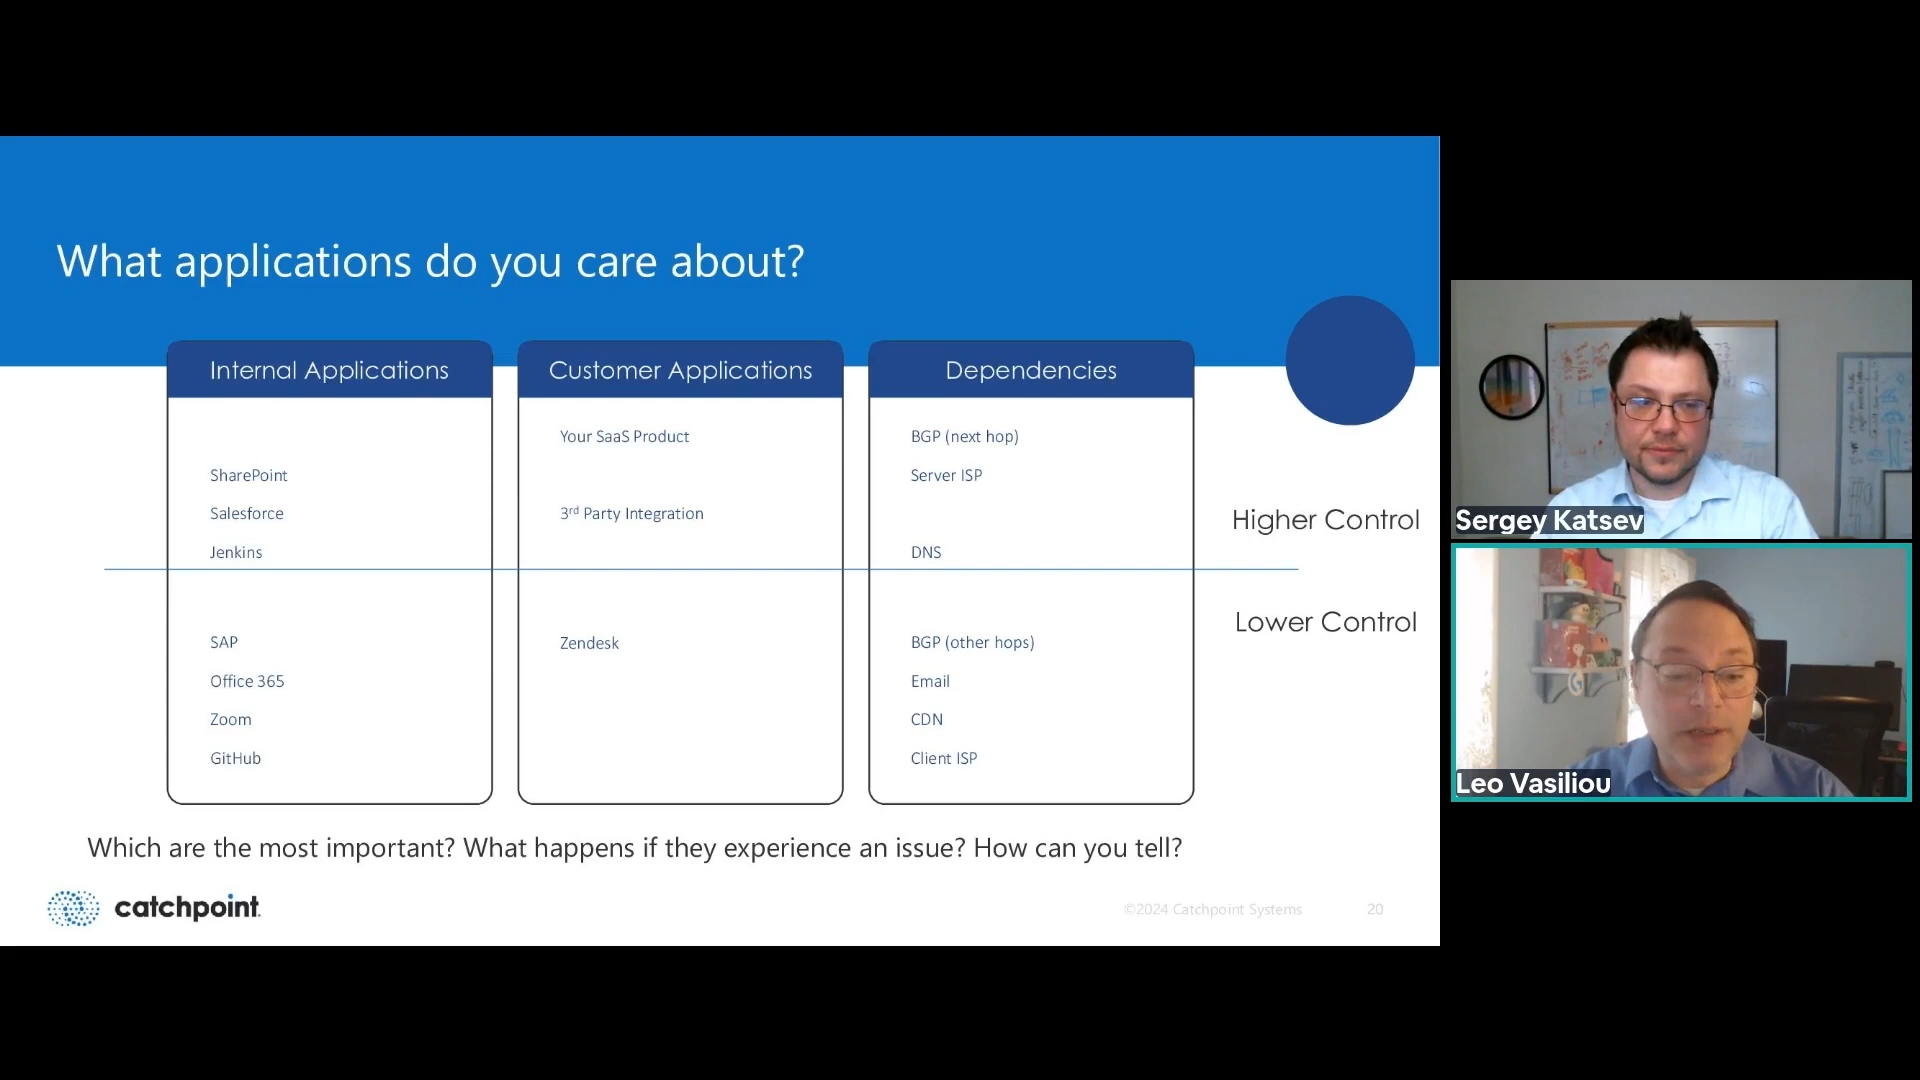 What applications do you care about?
Internal Applications
SharePoint
Salesforce
Jenkins
SAP
Office 365
Zoom
GitHub
Customer Applications
Your SaaS Product
3rd Party Integration
Zendesk
Dependencies
BGP (next hop)
Server ISP
DNS
BGP (other hops)
Email
CDN
Client ISP
Higher Control
Lower Control
Which are the most important? What happens if they experience an issue? How can you tell?
catchpoint.
©2024 Catchpoint Systems
20
Sergey Katsev
Leo Vasiliou